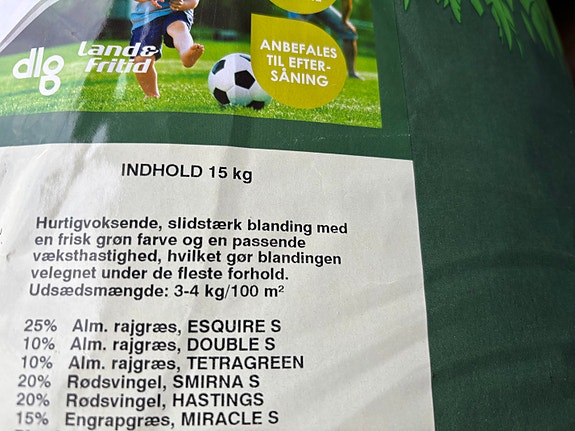 dlg Land& fritid
ANBEFALES
TIL EFTER-
SÅNING
INDHOLD 15 kg
Hurtigvoksende, slidstærk blanding med
en frisk grøn farve og en passende
væksthastighed, hvilket gør blandingen
velegnet under de fleste forhold.
Udsædsmængde: 3-4 kg/100 m²
25% Alm. rajgræs, ESQUIRE S
10% Alm. rajgræs, DOUBLE S
10% Alm. rajgræs, TETRAGREEN
20% Rødsvingel, SMIRNA S
20% Rødsvingel, HASTINGS
15% Engrapgræs, MIRACLE S